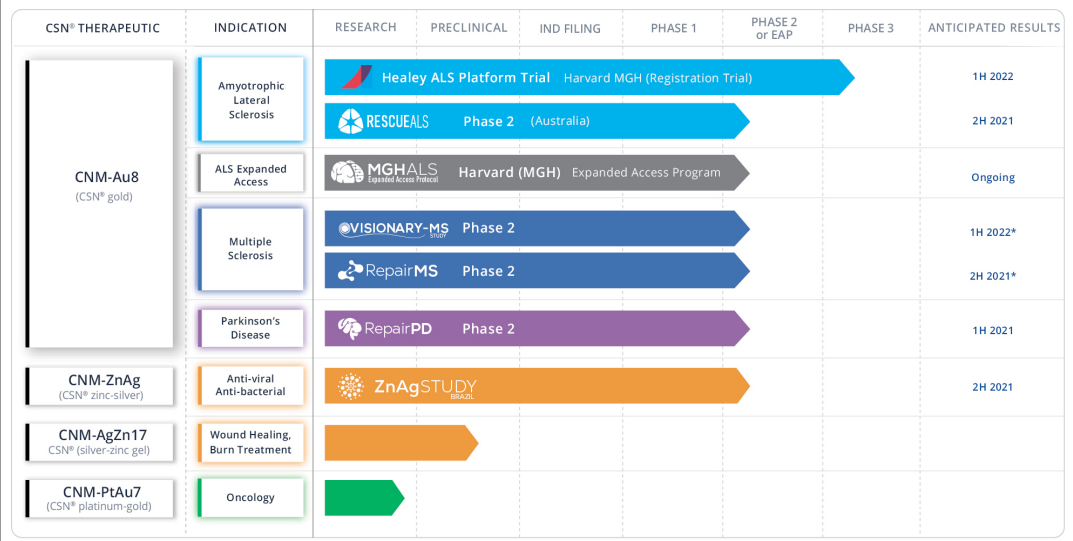 CSN® THERAPEUTIC
INDICATION
RESEARCH
PRECLINICAL
IND FILING
PHASE 1
PHASE 2
or EAP
PHASE 3
ANTICIPATED RESULTS
CNM-Au8
(CSN® gold)
Amyotrophic
Lateral
Sclerosis
Healey ALS Platform Trial Harvard MGH (Registration Trial)
1H 2022
RESCUEALS Phase 2 (Australia)
2H 2021
ALS Expanded
Access
MGHALS
Expanded Access Protocol
Harvard (MGH) Expanded Access Program
Ongoing
Multiple
Sclerosis
VISIONARY-MS
STUDY
Phase 2
1H 2022*
RepairMS Phase 2
2H 2021*
Parkinson's
Disease
RepairPD Phase 2
1H 2021
CNM-ZnAg
(CSN® zinc-silver)
Anti-viral
Anti-bacterial
ZnAgSTUDY
BRAZIL
2H 2021
CNM-AgZn17
CSN® (silver-zinc gel)
Wound Healing,
Burn Treatment
CNM-PtAu7
(CSN® platinum-gold)
Oncology